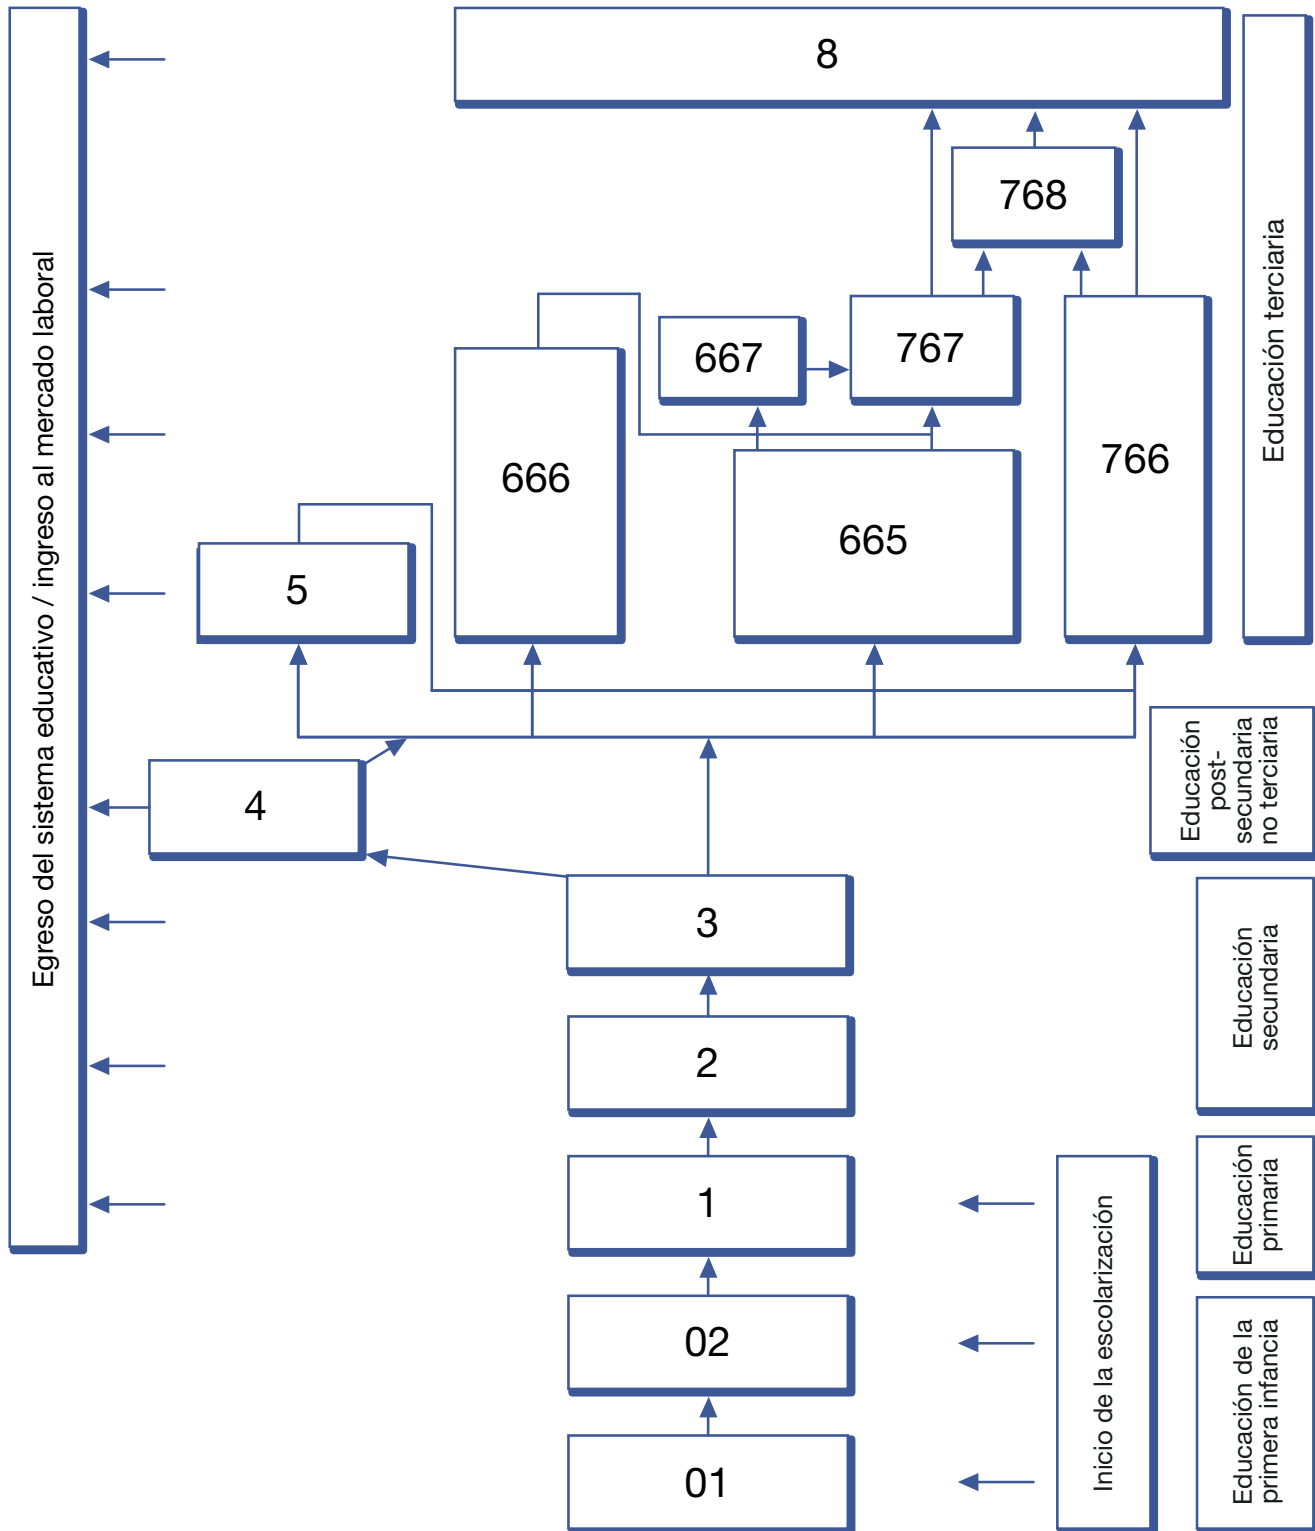 Egreso del sistema educativo / ingreso al mercado laboral
8
768
667
767
666
665
766
5
4
3
2
1
02
01
Inicio de la escolarización
Educación terciaria
Educación
post-
secundaria
no terciaria
Educación
secundaria
Educación
primaria
Educación de la
primera infancia